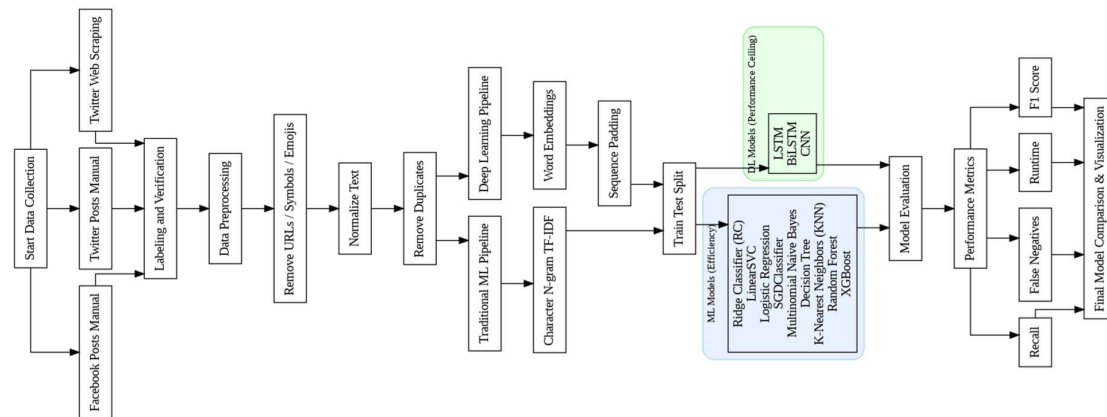 Start Data Collection
Facebook Posts Manual
Twitter Posts Manual
Twitter Web Scraping
Labeling and Verification
Data Preprocessing
Remove URLs / Symbols / Emojis
Normalize Text
Remove Duplicates
Traditional ML Pipeline
Deep Learning Pipeline
Character N-gram TF-IDF
Word Embeddings
Sequence Padding
Train Test Split
ML Models (Efficiency)
Ridge Classifier (RC)
LinearSVC
Logistic Regression
SGDClassifier
Multinomial Naive Bayes
Decision Tree
K-Nearest Neighbors (KNN)
Random Forest
XGBoost
DL Models (Performance Ceiling)
LSTM
BiLSTM
CNN
Model Evaluation
Performance Metrics
Recall
False Negatives
Runtime
F1 Score
Final Model Comparison & Visualization